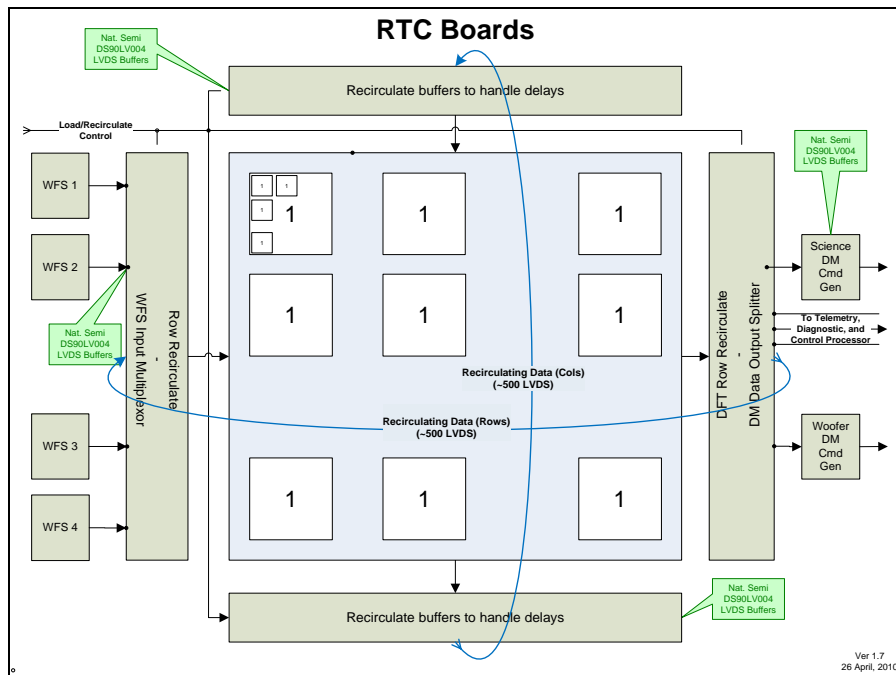 RTC Boards
Nat. Semi
DS90LV004
LVDS Buffers
Recirculate buffers to handle delays
Load/Recirculate
Control
Nat. Semi
DS90LV004
LVDS Buffers
WFS 1
WFS 2
WFS 3
WFS 4
Nat. Semi
DS90LV004
LVDS Buffers
Row Recirculate
-
WFS Input Multiplexor
1
1
1
1
1
1
1
1
1
1
1
1
1
Recirculating Data (Cols)
(~500 LVDS)
Recirculating Data (Rows)
(~500 LVDS)
DFT Row Recirculate
-
DM Data Output Splitter
Science
DM
Cmd
Gen
To Telemetry,
Diagnostic, and
Control Processor
Woofer
DM
Cmd
Gen
Recirculate buffers to handle delays
Nat. Semi
DS90LV004
LVDS Buffers
Ver 1.7
26 April, 2010